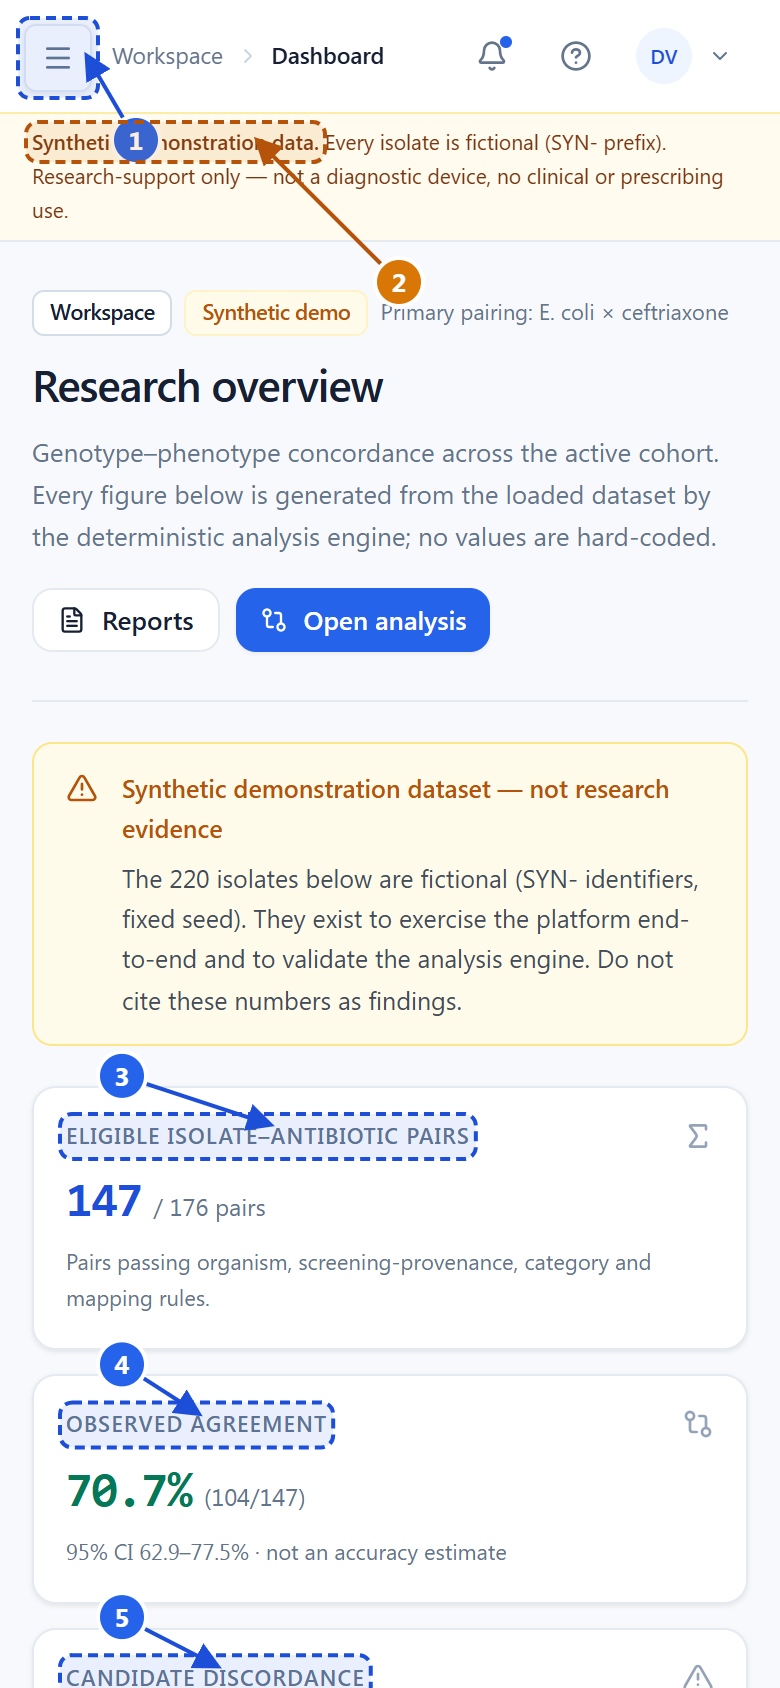 Workspace > Dashboard DV
1
Syntheti monstration data. Every isolate is fictional (SYN- prefix).
Research-support only — not a diagnostic device, no clinical or prescribing
use.
2
Workspace Synthetic demo Primary pairing: E. coli × ceftriaxone
Research overview
Genotype–phenotype concordance across the active cohort.
Every figure below is generated from the loaded dataset by
the deterministic analysis engine; no values are hard-coded.
Reports Open analysis
Synthetic demonstration dataset — not research
evidence
The 220 isolates below are fictional (SYN- identifiers,
fixed seed). They exist to exercise the platform end-
to-end and to validate the analysis engine. Do not
cite these numbers as findings.
3
ELIGIBLE ISOLATE–ANTIBIOTIC PAIRS Σ
147 / 176 pairs
Pairs passing organism, screening-provenance, category and
mapping rules.
4
OBSERVED AGREEMENT
70.7% (104/147)
95% CI 62.9–77.5% · not an accuracy estimate
5
CANDIDATE DISCORDANCE